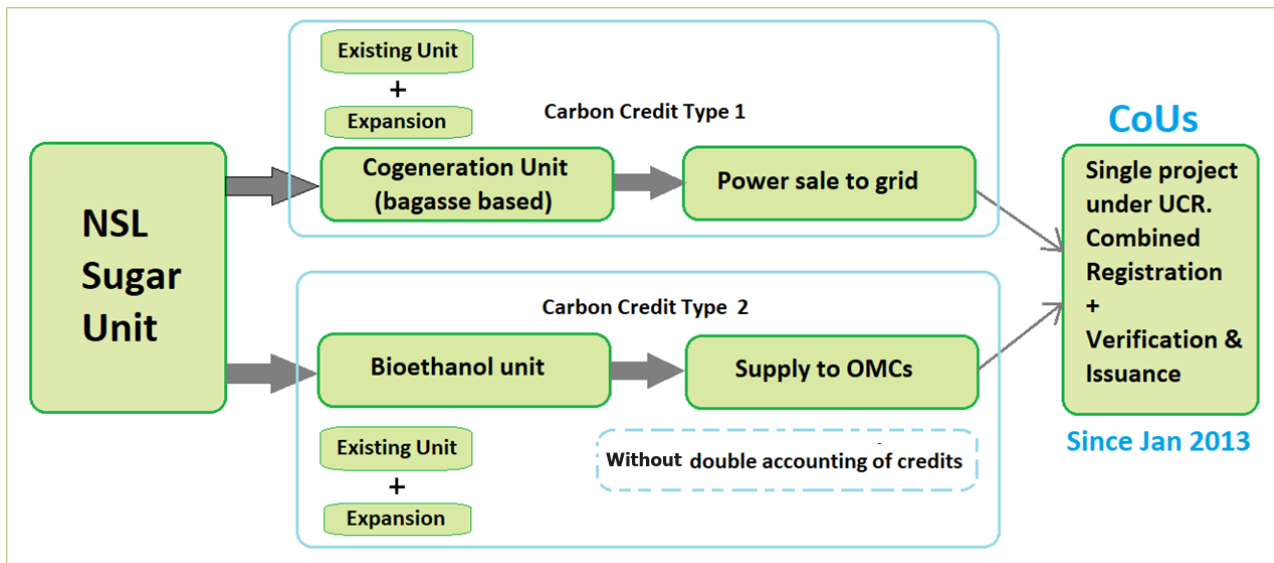 Existing Unit
+
Expansion
Carbon Credit Type 1
Cogeneration Unit
(bagasse based)
Power sale to grid
NSL
Sugar
Unit
Carbon Credit Type 2
Bioethanol unit
Supply to OMCs
Existing Unit
+
Expansion
Without double accounting of credits
CoUs
Single project
under UCR.
Combined
Registration
+
Verification &
Issuance
Since Jan 2013